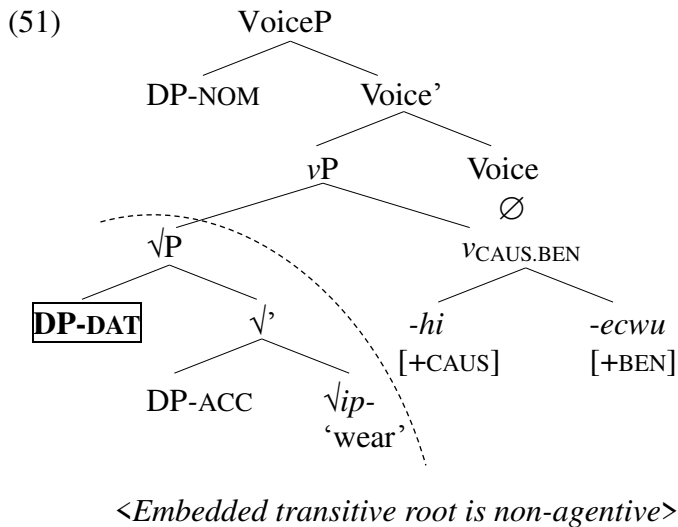 (51) VoiceP
DP-NOM Voice’
vP Voice
∅
√P vCAUS.BEN
DP-DAT √’ -hi -ecwu
[+CAUS] [+BEN]
DP-ACC √ip-
‘wear’
<Embedded transitive root is non-agentive>